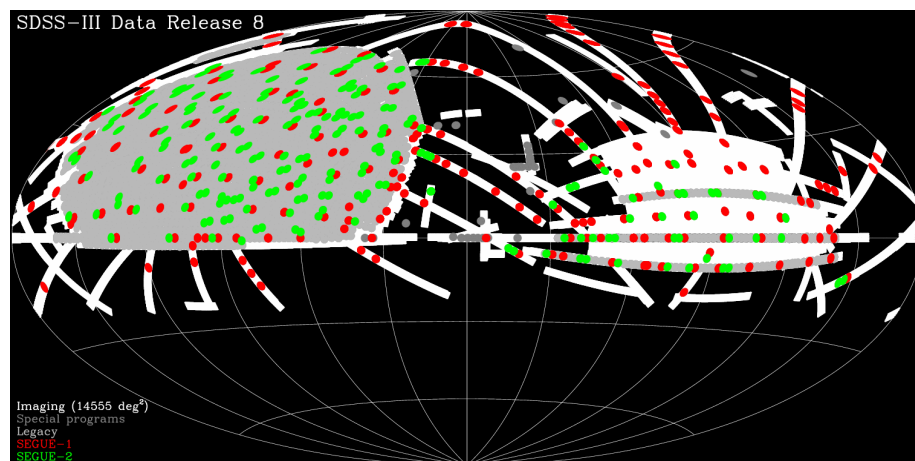 SDSS-III Data Release 8
Imaging (14555 deg²)
Special programs
Legacy
SEGUE-1
SEGUE-2